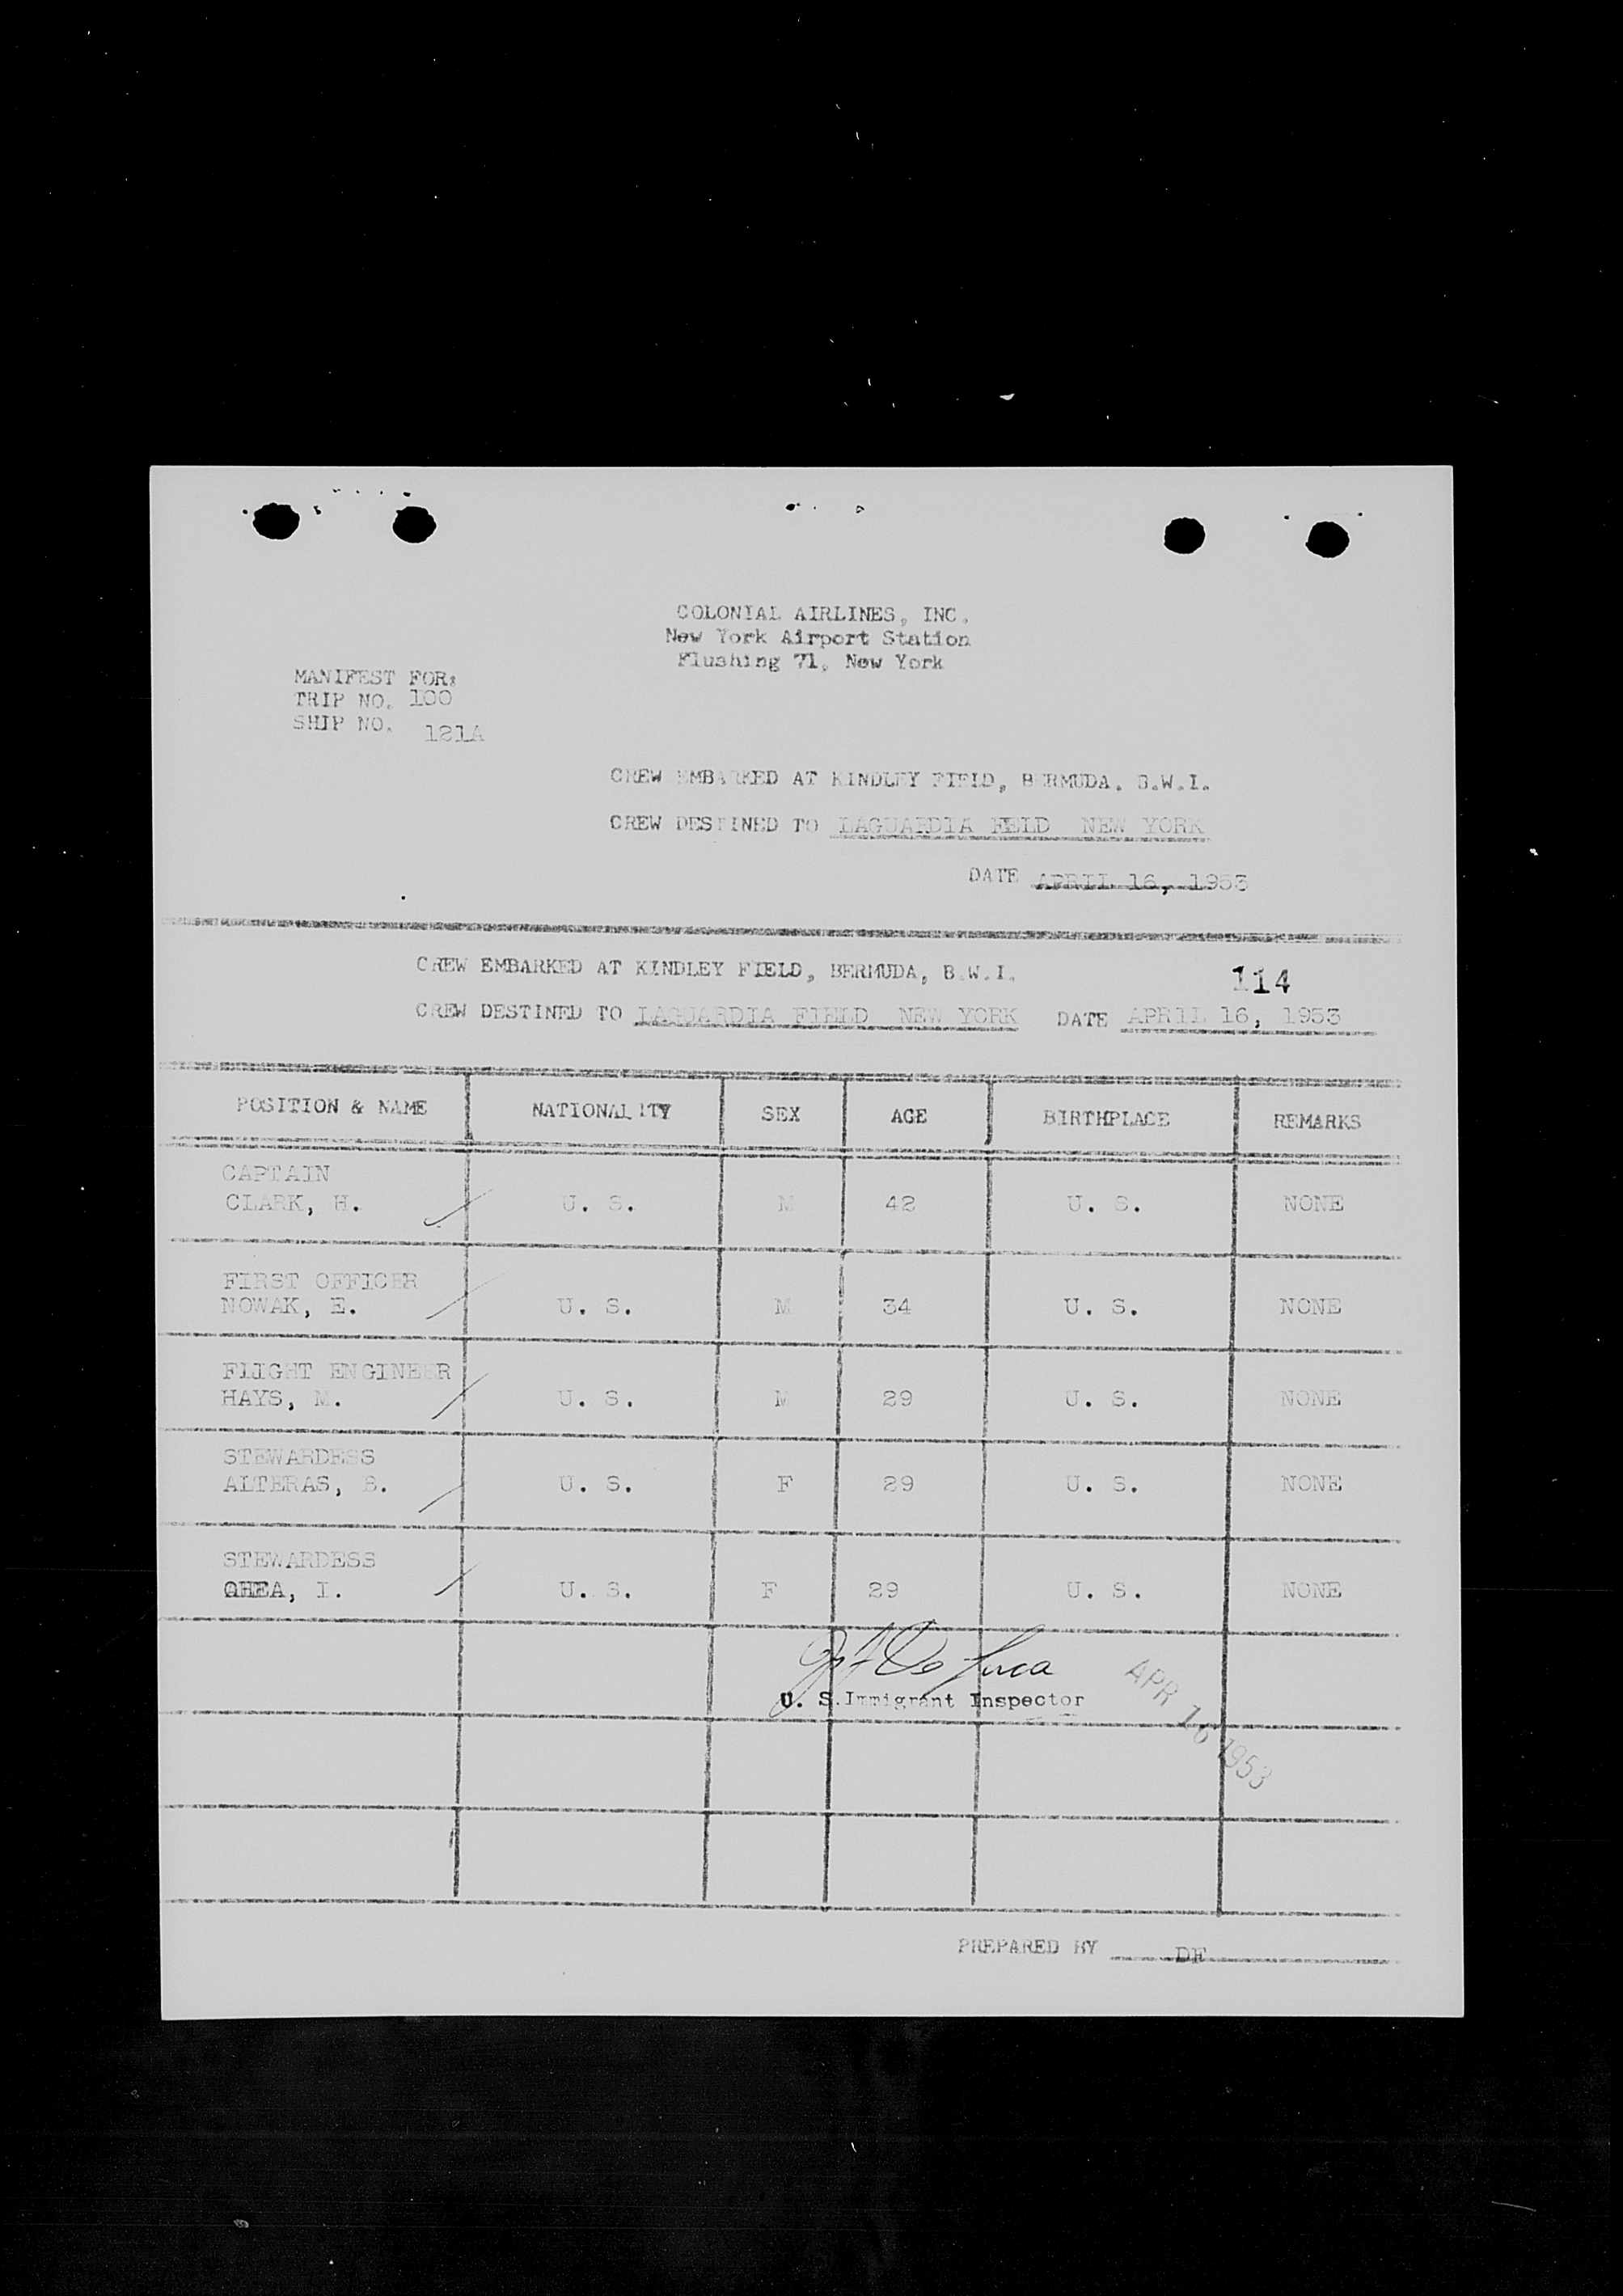 COLONIAL AIRLINES, INC.
New York Airport Station
Flushing 71, New York
MANIFEST FOR:
TRIP NO. 100
SHIP NO. 121A
CREW EMBARKED AT KINDLEY FIELD, BERMUDA. B.W.I.
CREW DESTINED TO LAGUARDIA FEILD NEW YORK
DATE APRIL 16, 1953
CREW EMBARKED AT KINDLEY FIELD, BERMUDA, B.W.I.
114
CREW DESTINED TO LAGUARDIA FIELD NEW YORK DATE APRIL 16, 1953
POSITION & NAME NATIONALITY SEX AGE BIRTHPLACE REMARKS
CAPTAIN
CLARK, H. U. S. M 42 U. S. NONE
FIRST OFFICER
NOWAK, E. U. S. M 34 U. S. NONE
FLIGHT ENGINEER
HAYS, M. U. S. M 29 U. S. NONE
STEWARDESS
ALTERAS, S. U. S. F 29 U. S. NONE
STEWARDESS
I. U. S. F 29 U. S. NONE
De Luca
U. S. Immigrant Inspector
APR 16 1953
PREPARED BY DF